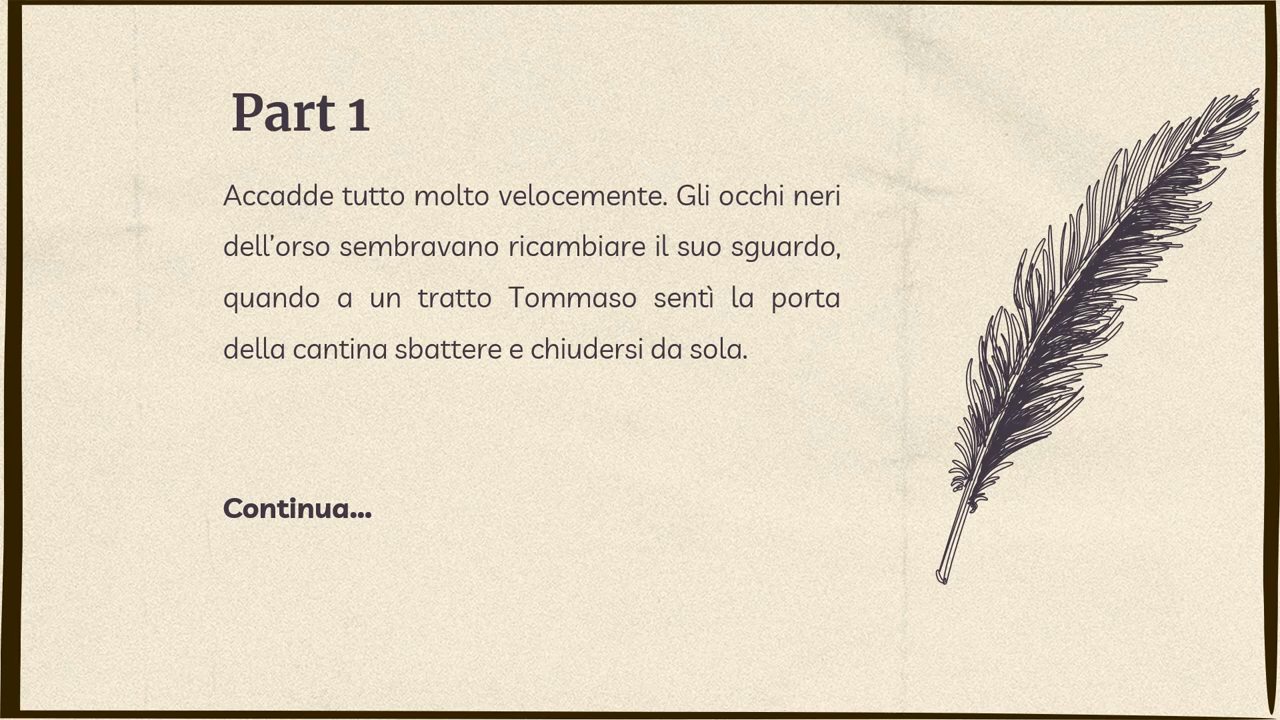 Part 1
Accadde tutto molto velocemente. Gli occhi neri
dell’orso sembravano ricambiare il suo sguardo,
quando a un tratto Tommaso sentì la porta
della cantina sbattere e chiudersi da sola.
Continua...